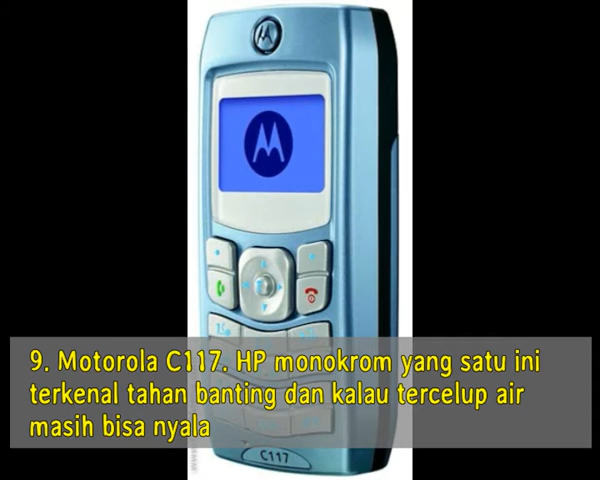 9. Motorola C117. HP monokrom yang satu ini
terkenal tahan banting dan kalau tercelup air
masih bisa nyala
C117